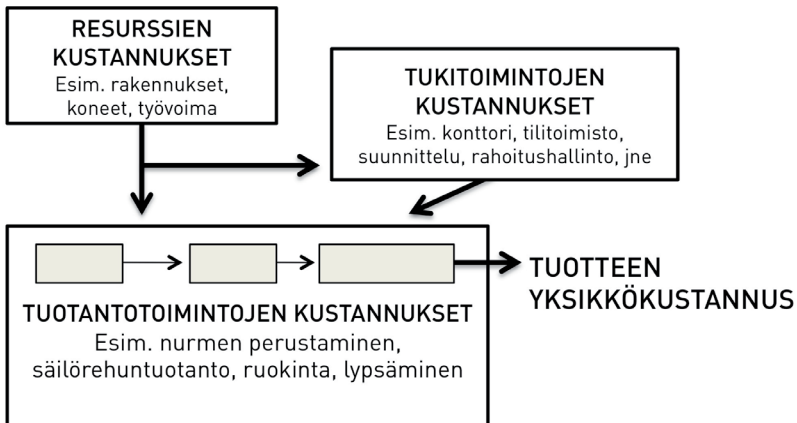 RESURSSIEN
KUSTANNUKSET
Esim. rakennukset,
koneet, työvoima
TUKITOIMINTOJEN
KUSTANNUKSET
Esim. konttori, tilitoimisto,
suunnittelu, rahoitushallinto, jne
TUOTANTOTOIMINTOJEN KUSTANNUKSET
Esim. nurmen perustaminen,
säilörehuntuotanto, ruokinta, lypsäminen
TUOTTEEN
YKSIKKÖKUSTANNUS